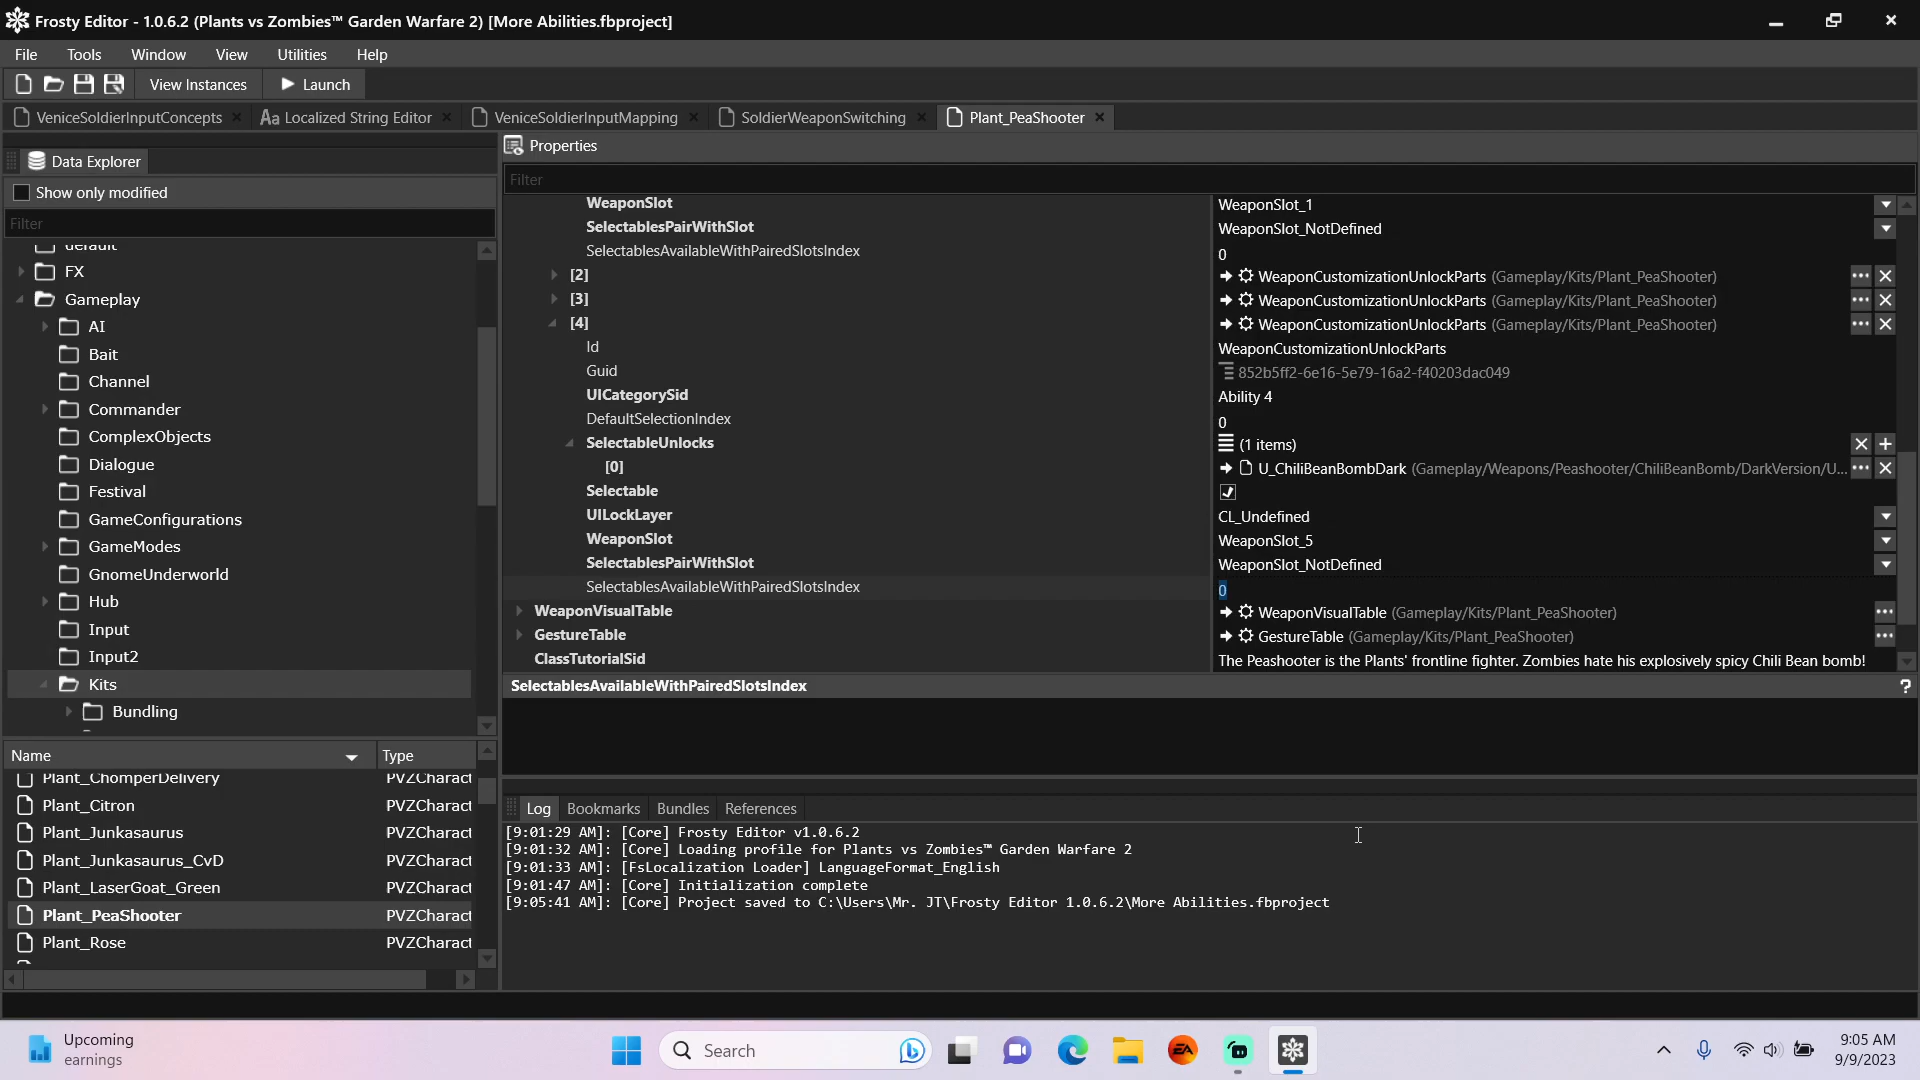 Frosty Editor - 1.0.6.2 (Plants vs Zombies™ Garden Warfare 2) [More Abilities.fbproject]
File Tools Window View Utilities Help
View Instances Launch
VeniceSoldierInputConcepts Aa Localized String Editor VeniceSoldierInputMapping SoldierWeaponSwitching Plant_PeaShooter
Data Explorer
Show only modified
Filter
default
FX
Gameplay
AI
Bait
Channel
Commander
ComplexObjects
Dialogue
Festival
GameConfigurations
GameModes
GnomeUnderworld
Hub
Input
Input2
Kits
Bundling
Name Type
Plant_ChomperDelivery PVZCharact
Plant_Citron PVZCharact
Plant_Junkasaurus PVZCharact
Plant_Junkasaurus_CvD PVZCharact
Plant_LaserGoat_Green PVZCharact
Plant_PeaShooter PVZCharact
Plant_Rose PVZCharact
Properties
Filter
WeaponSlot WeaponSlot_1
SelectablesPairWithSlot WeaponSlot_NotDefined
SelectablesAvailableWithPairedSlotsIndex 0
[2] WeaponCustomizationUnlockParts (Gameplay/Kits/Plant_PeaShooter)
[3] WeaponCustomizationUnlockParts (Gameplay/Kits/Plant_PeaShooter)
[4] WeaponCustomizationUnlockParts (Gameplay/Kits/Plant_PeaShooter)
Id WeaponCustomizationUnlockParts
Guid 852b5ff2-6e16-5e79-16a2-f40203dac049
UICategorySid Ability 4
DefaultSelectionIndex 0
SelectableUnlocks (1 items)
[0] U_ChiliBeanBombDark (Gameplay/Weapons/Peashooter/ChiliBeanBomb/DarkVersion/U...
Selectable
UILockLayer CL_Undefined
WeaponSlot WeaponSlot_5
SelectablesPairWithSlot WeaponSlot_NotDefined
SelectablesAvailableWithPairedSlotsIndex 0
WeaponVisualTable WeaponVisualTable (Gameplay/Kits/Plant_PeaShooter)
GestureTable GestureTable (Gameplay/Kits/Plant_PeaShooter)
ClassTutorialSid The Peashooter is the Plants' frontline fighter. Zombies hate his explosively spicy Chili Bean bomb!
SelectablesAvailableWithPairedSlotsIndex ?
Log Bookmarks Bundles References
[9:01:29 AM]: [Core] Frosty Editor v1.0.6.2
[9:01:32 AM]: [Core] Loading profile for Plants vs Zombies™ Garden Warfare 2
[9:01:33 AM]: [FsLocalization Loader] LanguageFormat_English
[9:01:47 AM]: [Core] Initialization complete
[9:05:41 AM]: [Core] Project saved to C:\Users\Mr. JT\Frosty Editor 1.0.6.2\More Abilities.fbproject
Upcoming
earnings
Search
EA
9:05 AM
9/9/2023